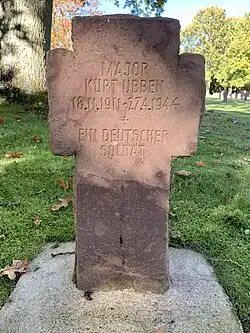 MAJOR
KURT UBBEN
18.11.1911-27.4.1944
+
EIN DEUTSCHER
SOLDAT